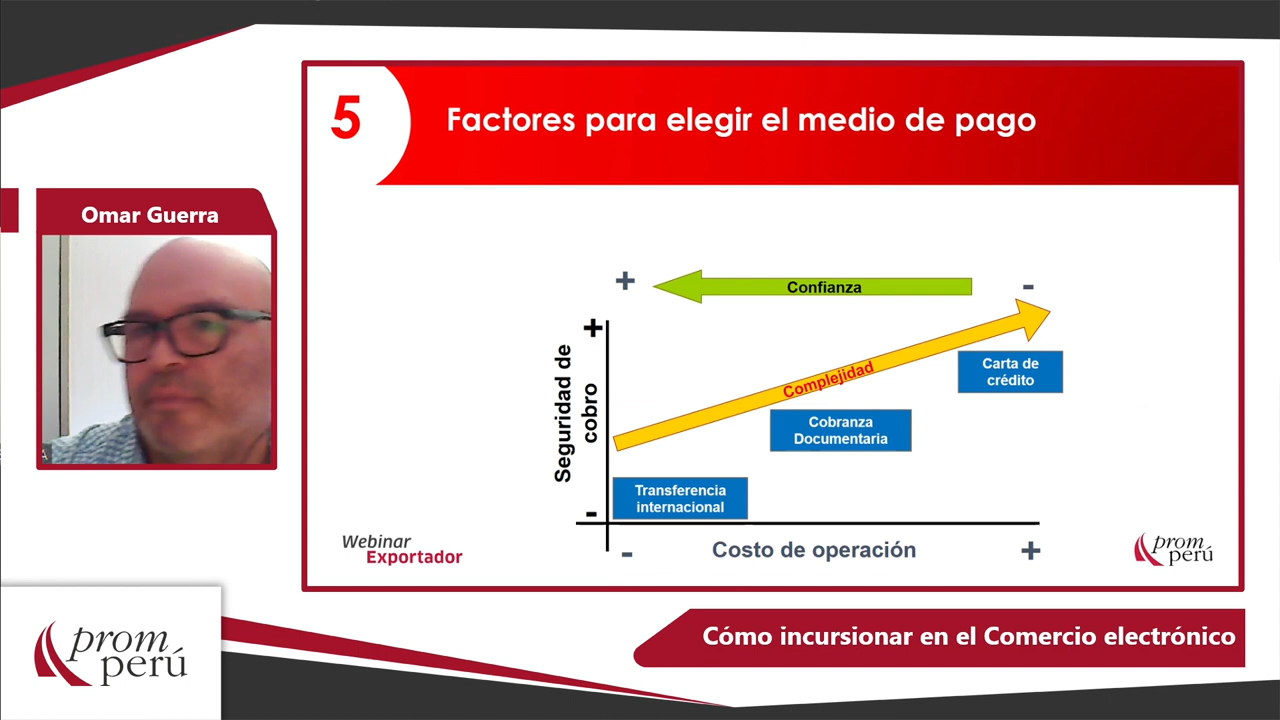 5
Factores para elegir el medio de pago
Omar Guerra
A
+
Confianza
-
+
Seguridad de
cobro
-
Complejidad
Carta de
crédito
Cobranza
Documentaria
Transferencia
internacional
-
Costo de operación
+
Webinar
Exportador
prom
perú
Cómo incursionar en el Comercio electrónico
prom
perú